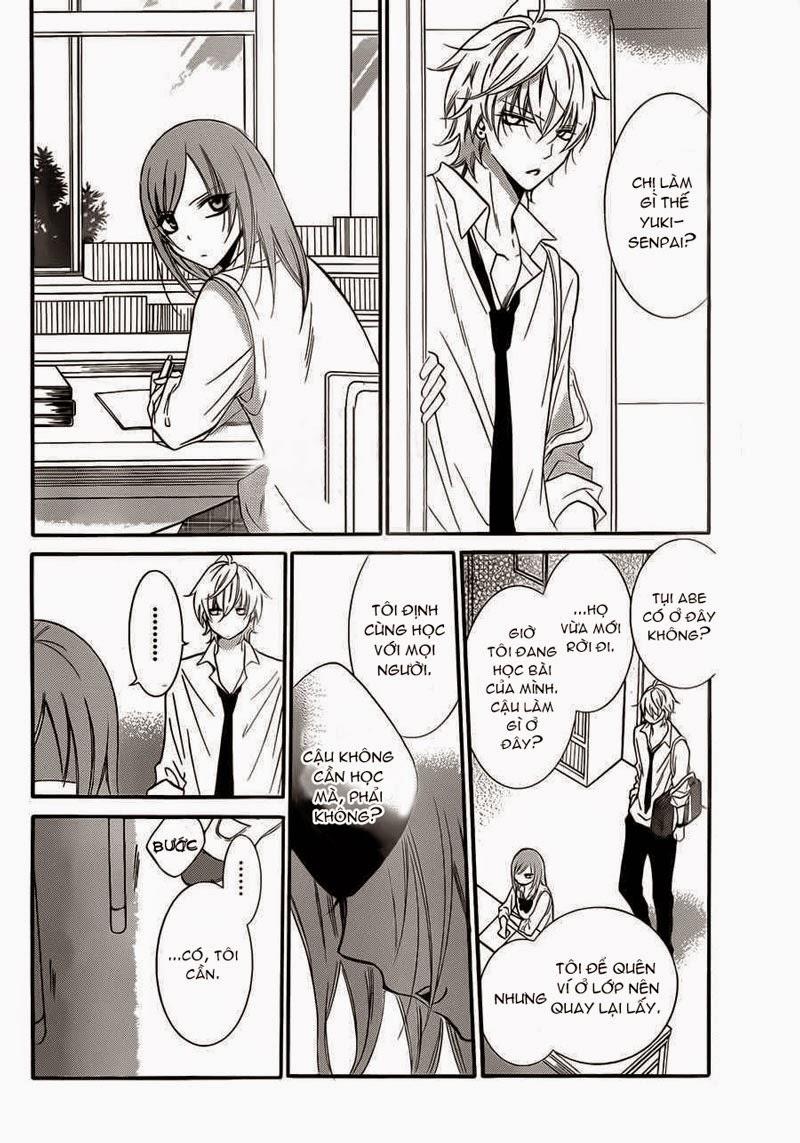 CHỊ LÀM
GÌ THẾ
YUKI-
SENPAI?
TỤI ABE
CÓ Ở ĐÂY
KHÔNG?
...HỌ
VỪA MỚI
RỜI ĐI.
GIỜ
TÔI ĐANG
HỌC BÀI
CỦA MÌNH.
CẬU LÀM
GÌ Ở
ĐÂY?
TÔI ĐỂ QUÊN
VÍ Ở LỚP NÊN
QUAY LẠI LẤY.
NHƯNG
TÔI ĐỊNH
CÙNG HỌC
VỚI MỌI
NGƯỜI.
CẬU KHÔNG
CẦN HỌC
MÀ, PHẢI
KHÔNG?
........
BƯỚC
......
...CÓ, TÔI
CẦN.